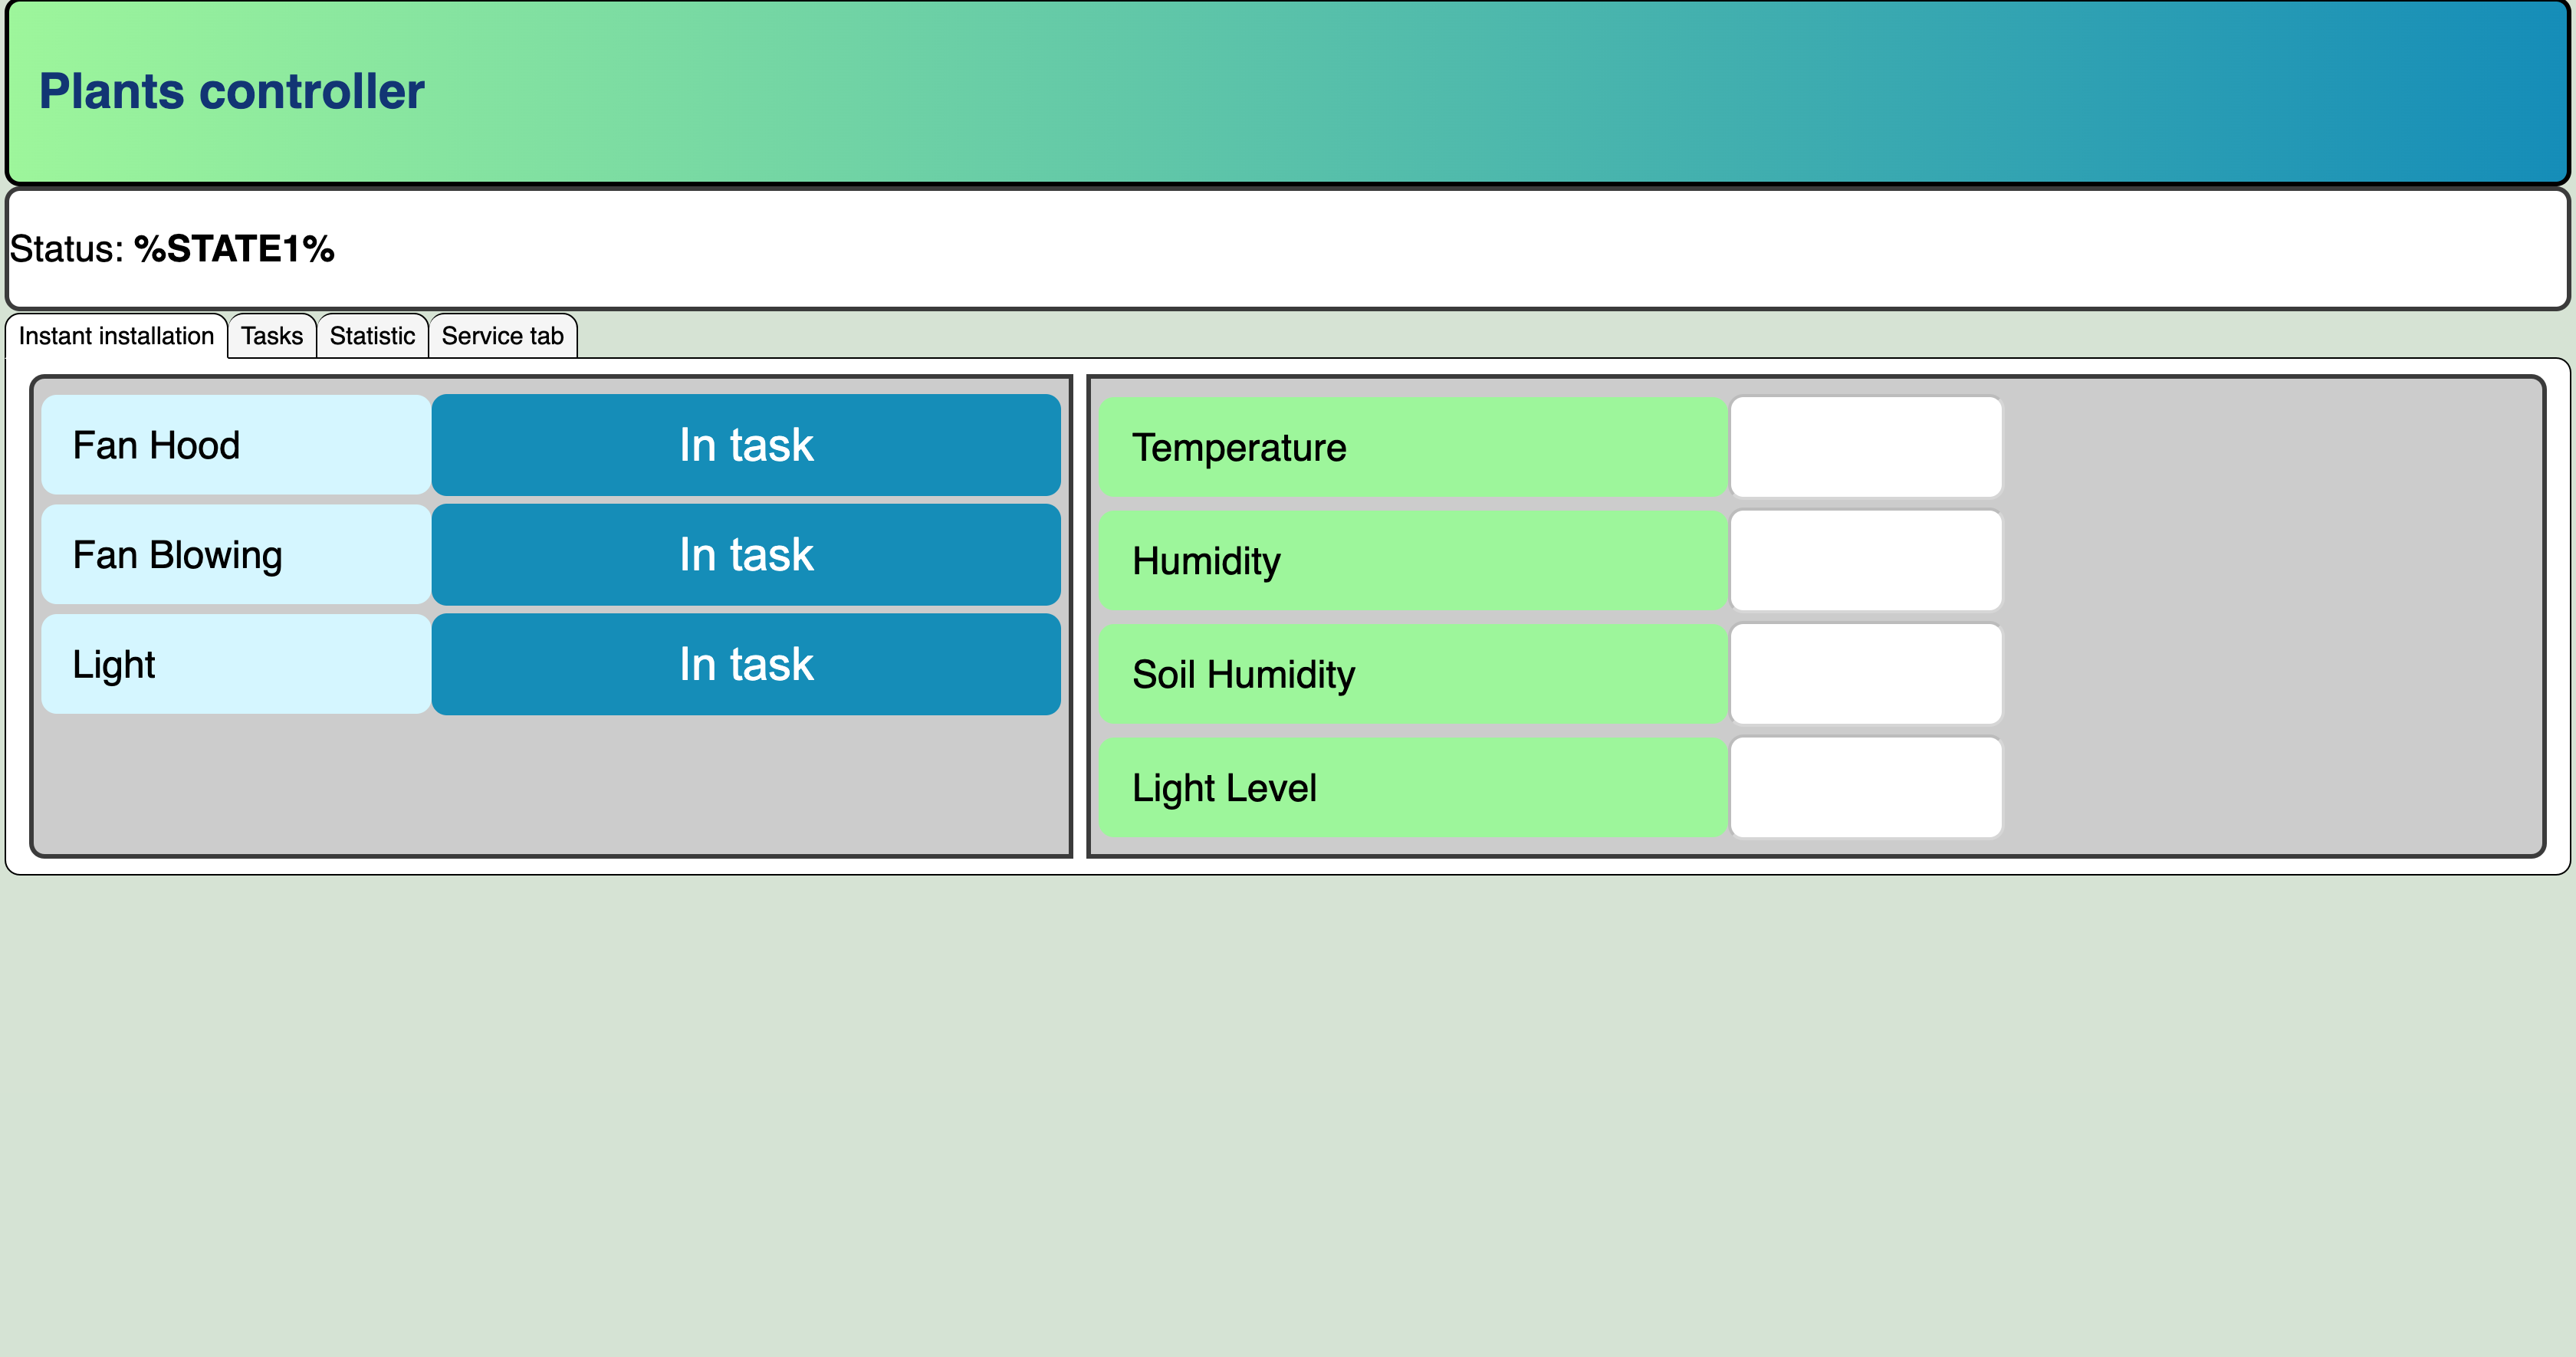 Plants controller
Status: %STATE1%
Instant installation Tasks Statistic Service tab
Fan Hood In task
Fan Blowing In task
Light In task
Temperature
Humidity
Soil Humidity
Light Level